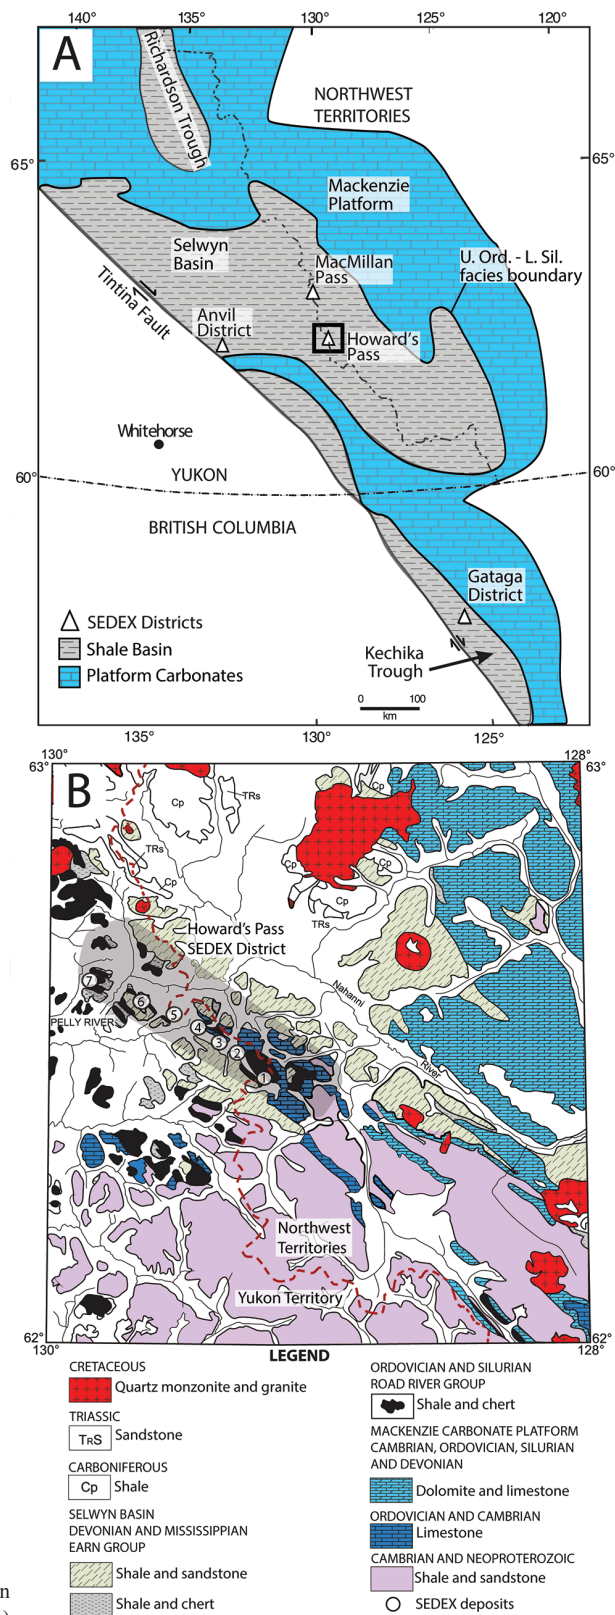 140°
135°
130°
125°
120°
A
Richardson Trough
NORTHWEST
TERRITORIES
65°
65°
Mackenzie
Platform
Selwyn
Basin
U. Ord. - L. Sil.
facies boundary
MacMillan
Pass
Tintina Fault
Anvil
District
Howard's
Pass
Whitehorse
60°
60°
YUKON
BRITISH COLUMBIA
Gataga
District
SEDEX Districts
Shale Basin
Platform Carbonates
Kechika
Trough
0 100
km
135°
130°
125°
130°
128°
63°
63°
B
Cp
TRs
TRs
Cp
Cp
Cp
Cp
Cp
TRs
Howard's Pass
SEDEX District
Nahanni
River
7
6
5
4
3
2
1
PELLY RIVER
Northwest
Territories
Yukon Territory
62°
62°
130°
128°
LEGEND
CRETACEOUS
Quartz monzonite and granite
TRIASSIC
TRS Sandstone
CARBONIFEROUS
Cp Shale
SELWYN BASIN
DEVONIAN AND MISSISSIPPIAN
EARN GROUP
Shale and sandstone
Shale and chert
ORDOVICIAN AND SILURIAN
ROAD RIVER GROUP
Shale and chert
MACKENZIE CARBONATE PLATFORM
CAMBRIAN, ORDOVICIAN, SILURIAN
AND DEVONIAN
Dolomite and limestone
ORDOVICIAN AND CAMBRIAN
Limestone
CAMBRIAN AND NEOPROTEROZOIC
Shale and sandstone
SEDEX deposits
n